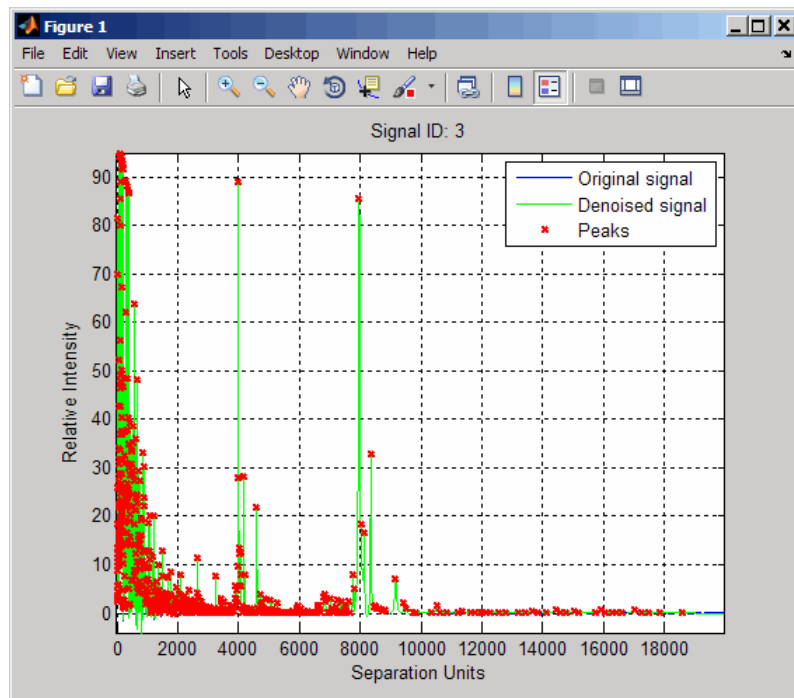 Figure 1
File Edit View Insert Tools Desktop Window Help
Signal ID: 3
Original signal
Denoised signal
Peaks
90
80
70
60
50
40
30
20
10
0
Relative Intensity
0 2000 4000 6000 8000 10000 12000 14000 16000 18000
Separation Units